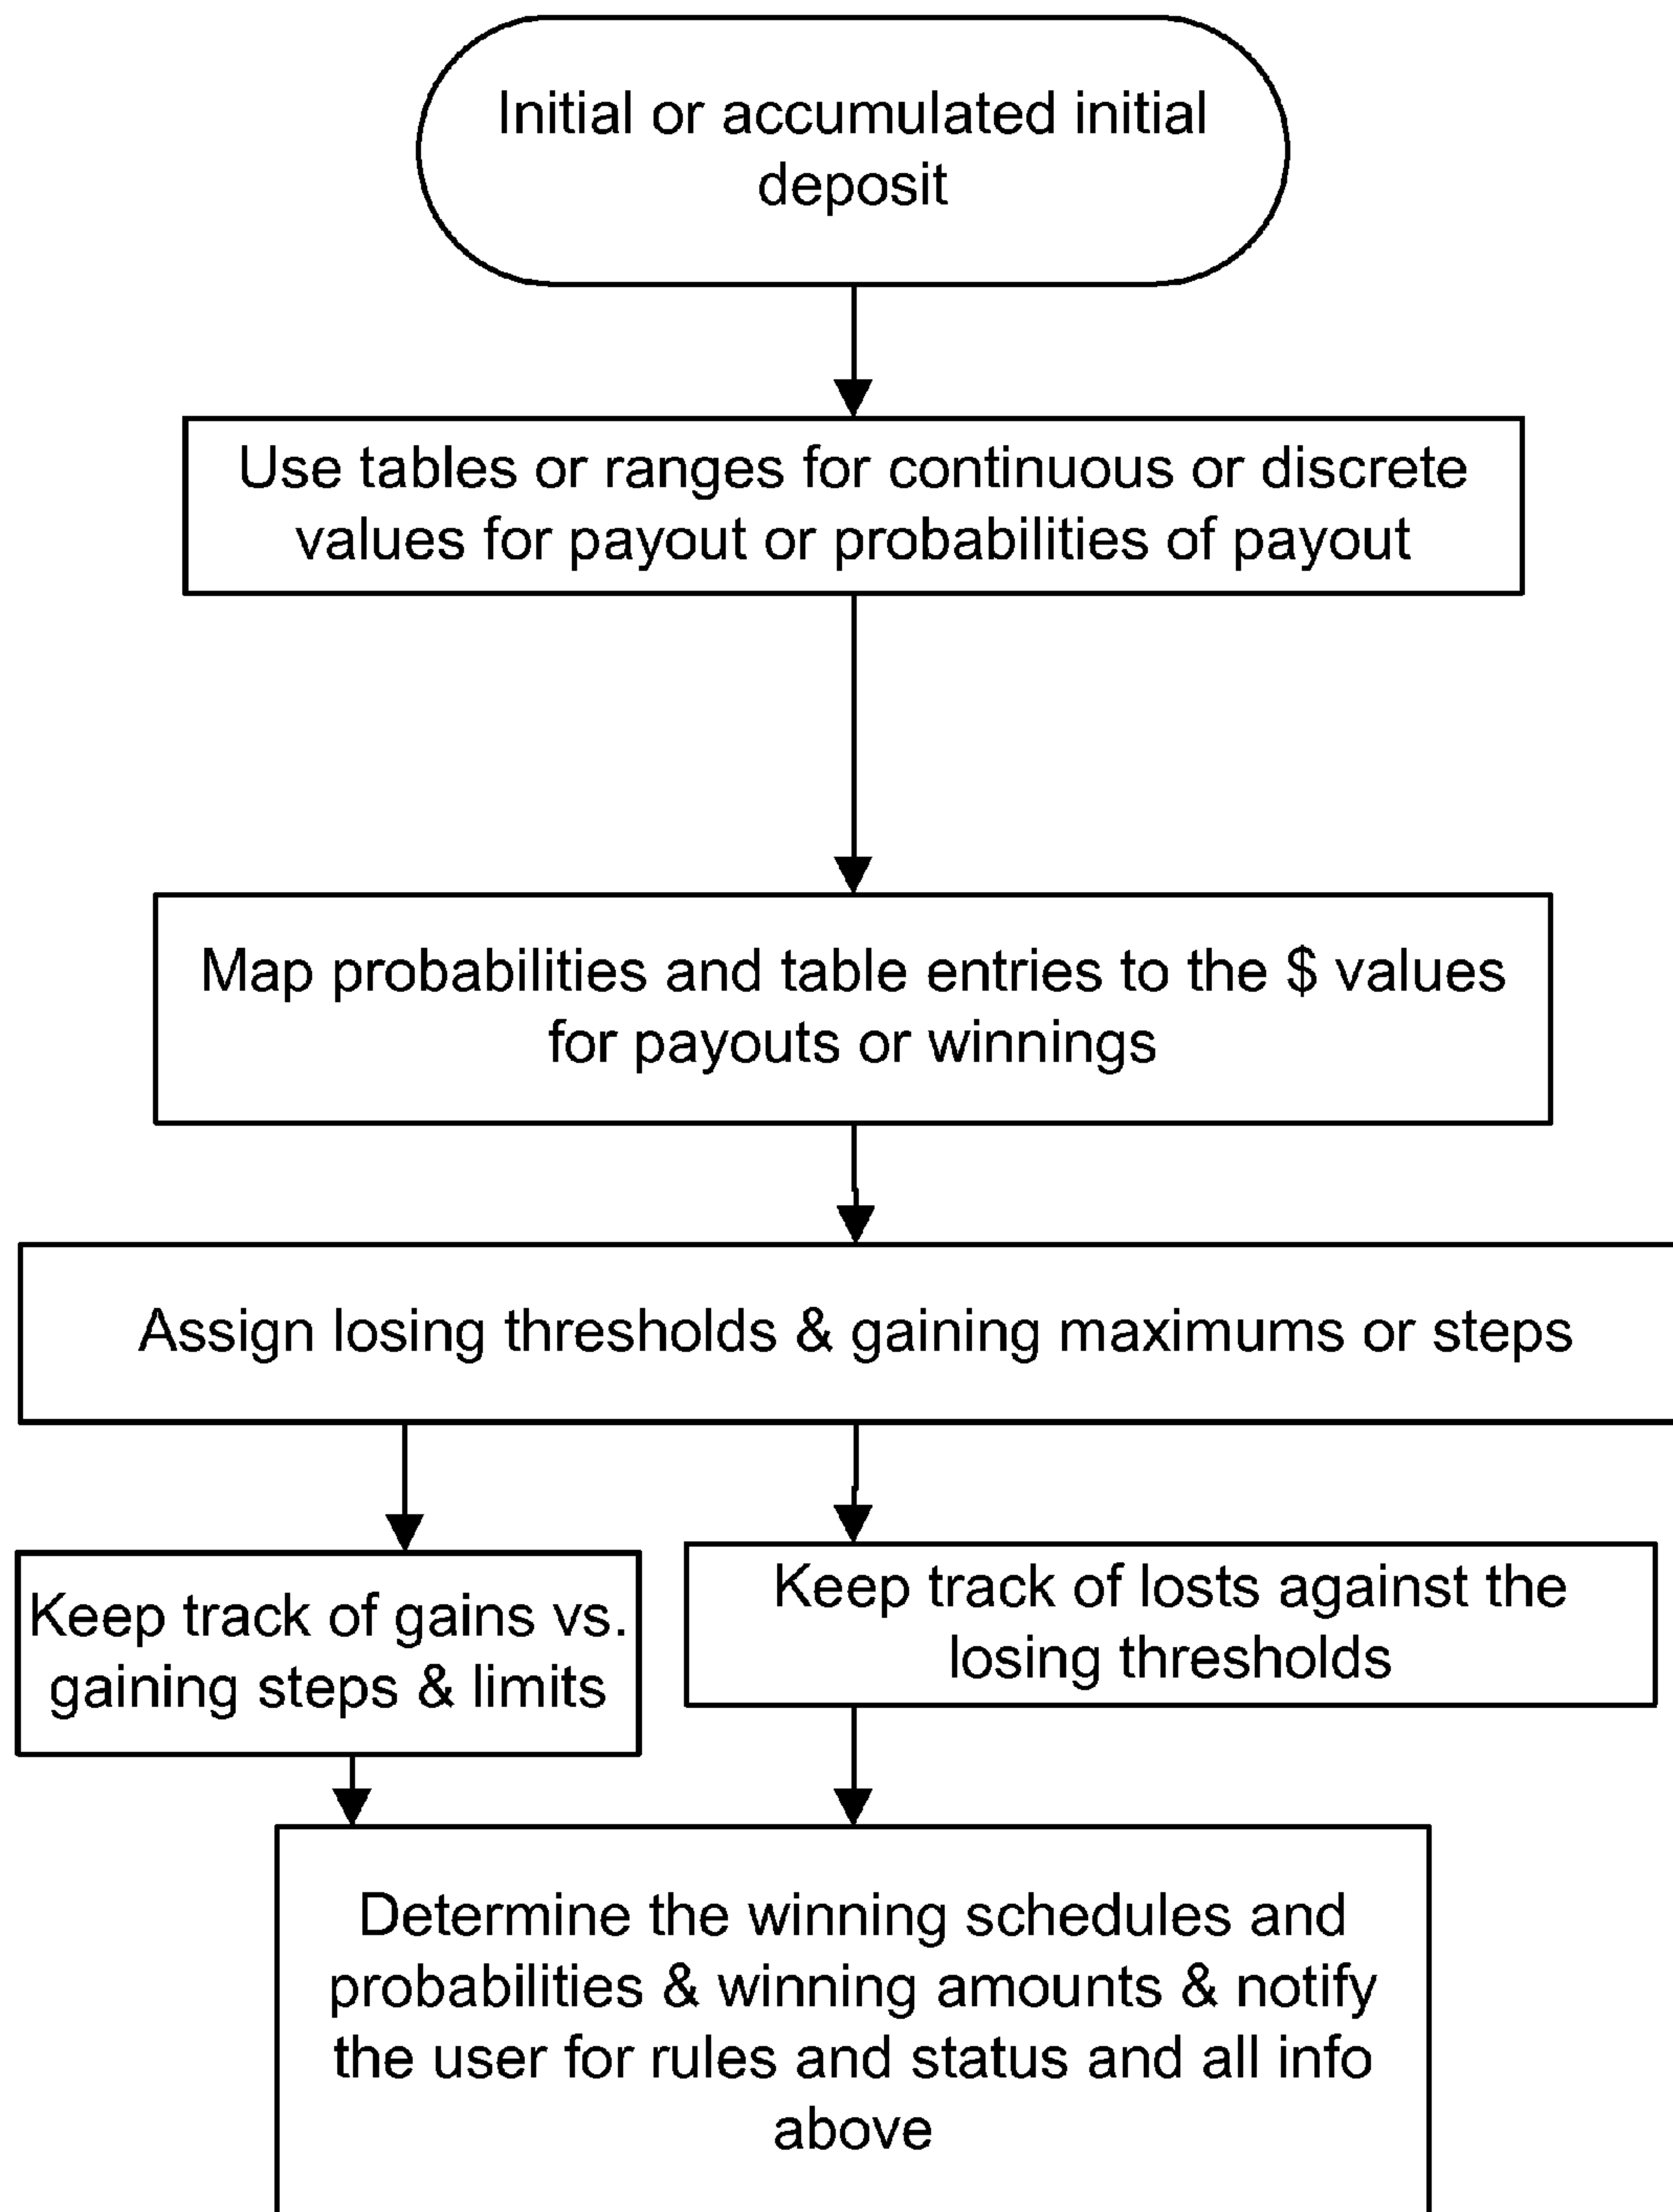 Initial or accumulated initial
deposit
Use tables or ranges for continuous or discrete
values for payout or probabilities of payout
Map probabilities and table entries to the $ values
for payouts or winnings
Assign losing thresholds & gaining maximums or steps
Keep track of gains vs.
gaining steps & limits
Keep track of losts against the
losing thresholds
Determine the winning schedules and
probabilities & winning amounts & notify
the user for rules and status and all info
above